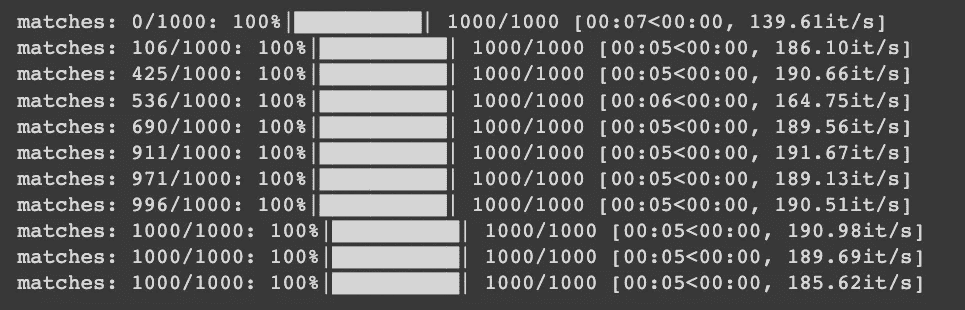 matches: 0/1000: 100%|██████████| 1000/1000 [00:07<00:00, 139.61it/s]
matches: 106/1000: 100%|██████████| 1000/1000 [00:05<00:00, 186.10it/s]
matches: 425/1000: 100%|██████████| 1000/1000 [00:05<00:00, 190.66it/s]
matches: 536/1000: 100%|██████████| 1000/1000 [00:06<00:00, 164.75it/s]
matches: 690/1000: 100%|██████████| 1000/1000 [00:05<00:00, 189.56it/s]
matches: 911/1000: 100%|██████████| 1000/1000 [00:05<00:00, 191.67it/s]
matches: 971/1000: 100%|██████████| 1000/1000 [00:05<00:00, 189.13it/s]
matches: 996/1000: 100%|██████████| 1000/1000 [00:05<00:00, 190.51it/s]
matches: 1000/1000: 100%|██████████| 1000/1000 [00:05<00:00, 190.98it/s]
matches: 1000/1000: 100%|██████████| 1000/1000 [00:05<00:00, 189.69it/s]
matches: 1000/1000: 100%|██████████| 1000/1000 [00:05<00:00, 185.62it/s]